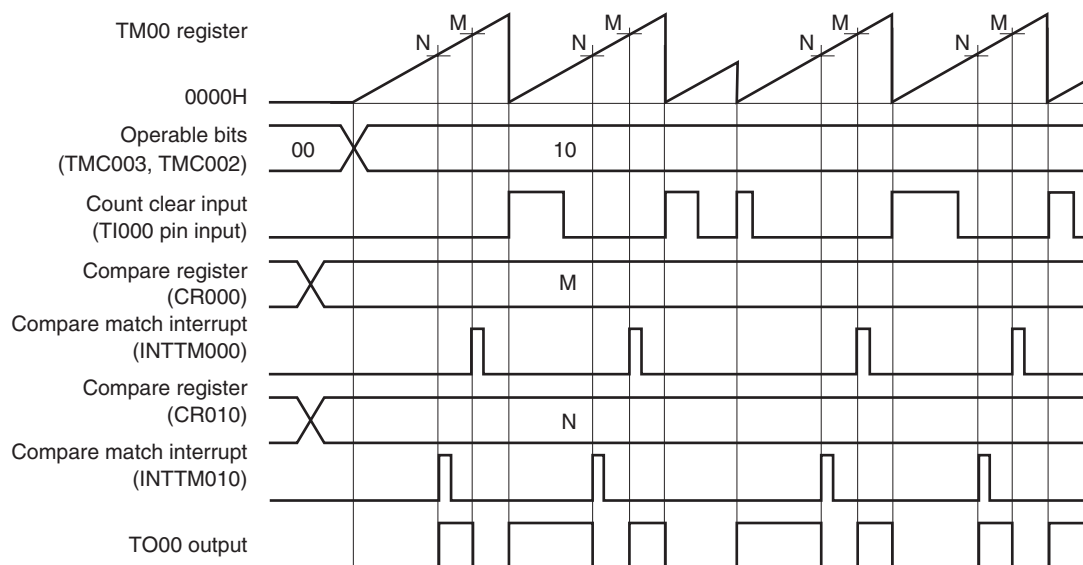 TM00 register
N M N M N M N M
0000H
Operable bits
(TMC003, TMC002)
00 10
Count clear input
(TI000 pin input)
Compare register
(CR000)
M
Compare match interrupt
(INTTM000)
Compare register
(CR010)
N
Compare match interrupt
(INTTM010)
TO00 output